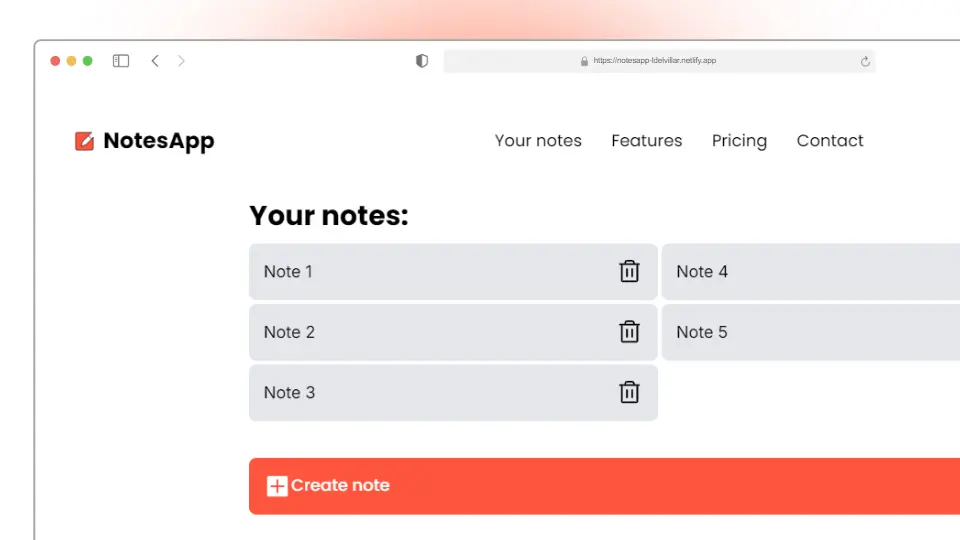 https://notesapp-ldelvillar.netlify.app
NotesApp
Your notes
Features
Pricing
Contact
Your notes:
Note 1
Note 4
Note 2
Note 5
Note 3
Create note